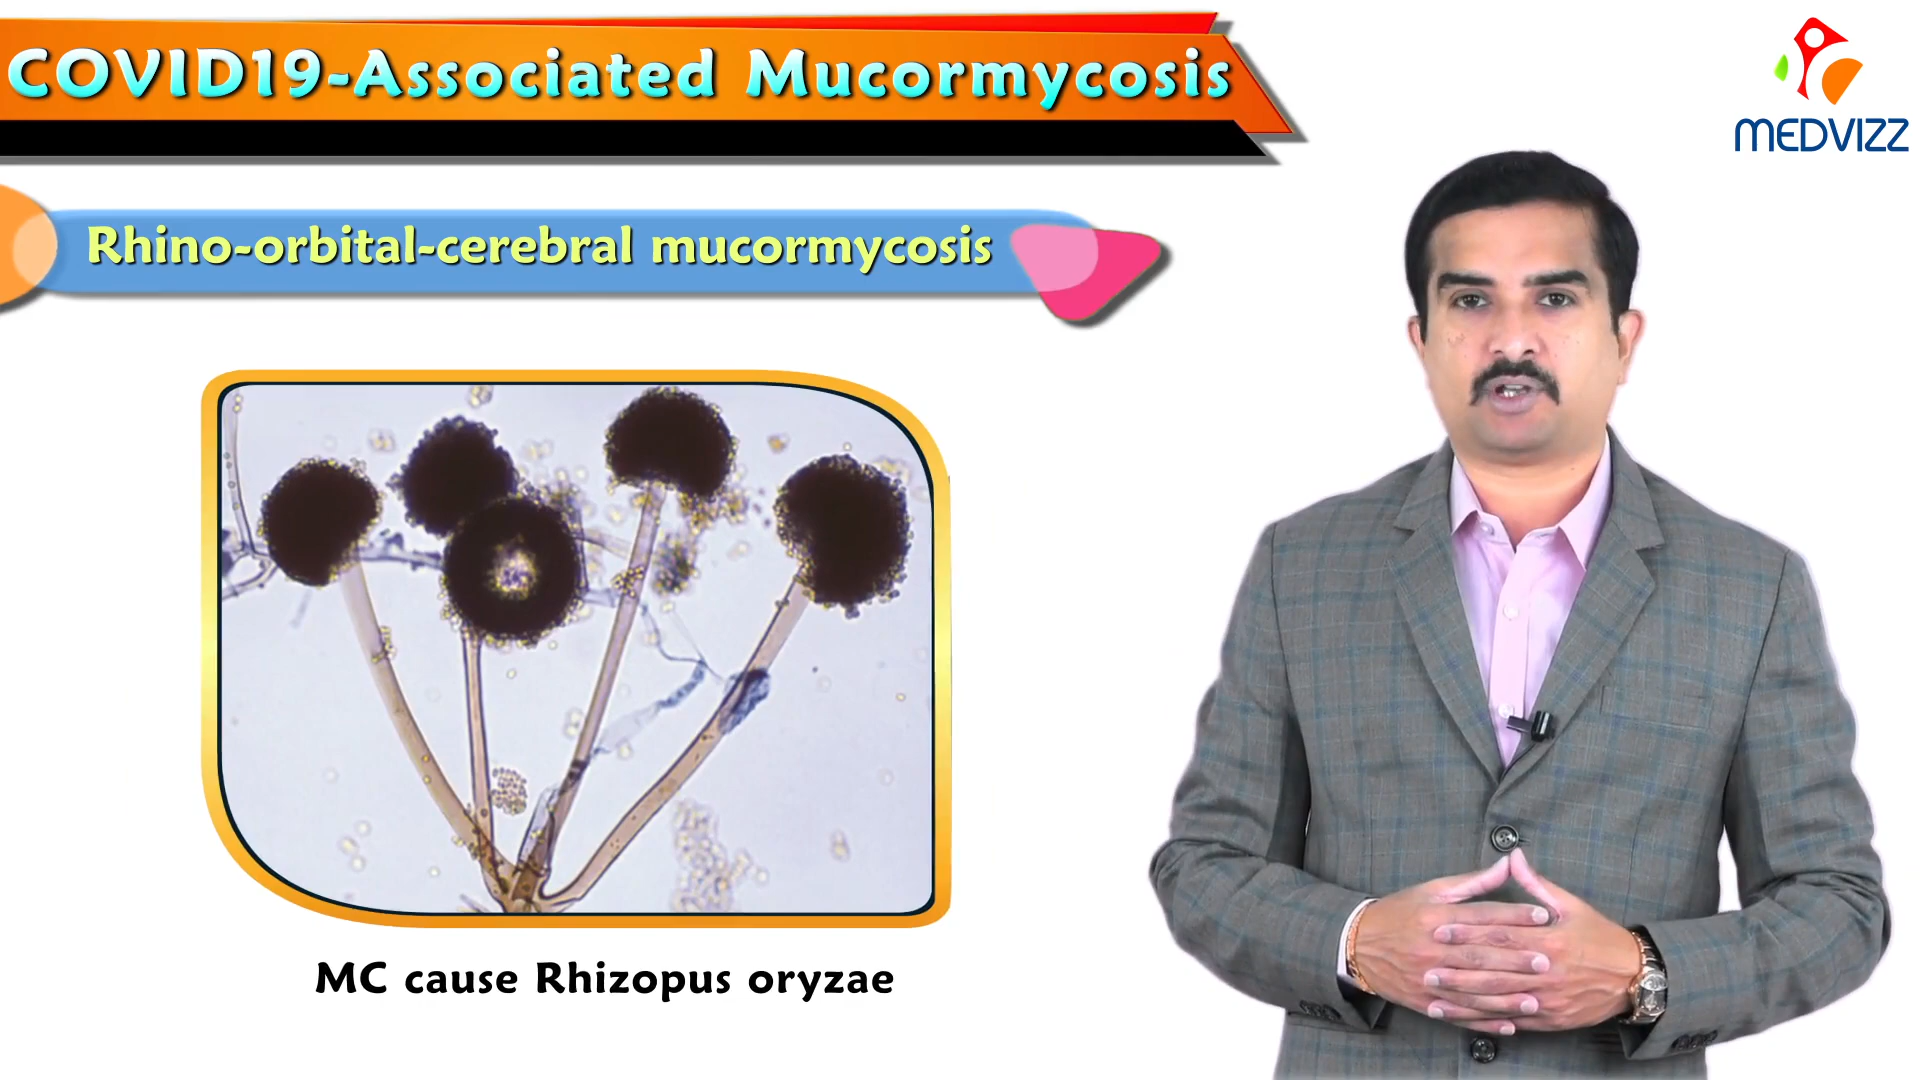 COVID19-Associated Mucormycosis
MEDVIZZ
Rhino-orbital-cerebral mucormycosis
MC cause Rhizopus oryzae